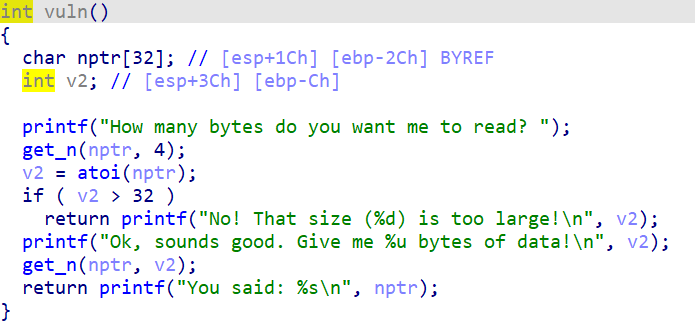 int vuln()
{
  char nptr[32]; // [esp+1Ch] [ebp-2Ch] BYREF
  int v2; // [esp+3Ch] [ebp-Ch]

  printf("How many bytes do you want me to read? ");
  get_n(nptr, 4);
  v2 = atoi(nptr);
  if ( v2 > 32 )
    return printf("No! That size (%d) is too large!\n", v2);
  printf("Ok, sounds good. Give me %u bytes of data!\n", v2);
  get_n(nptr, v2);
  return printf("You said: %s\n", nptr);
}